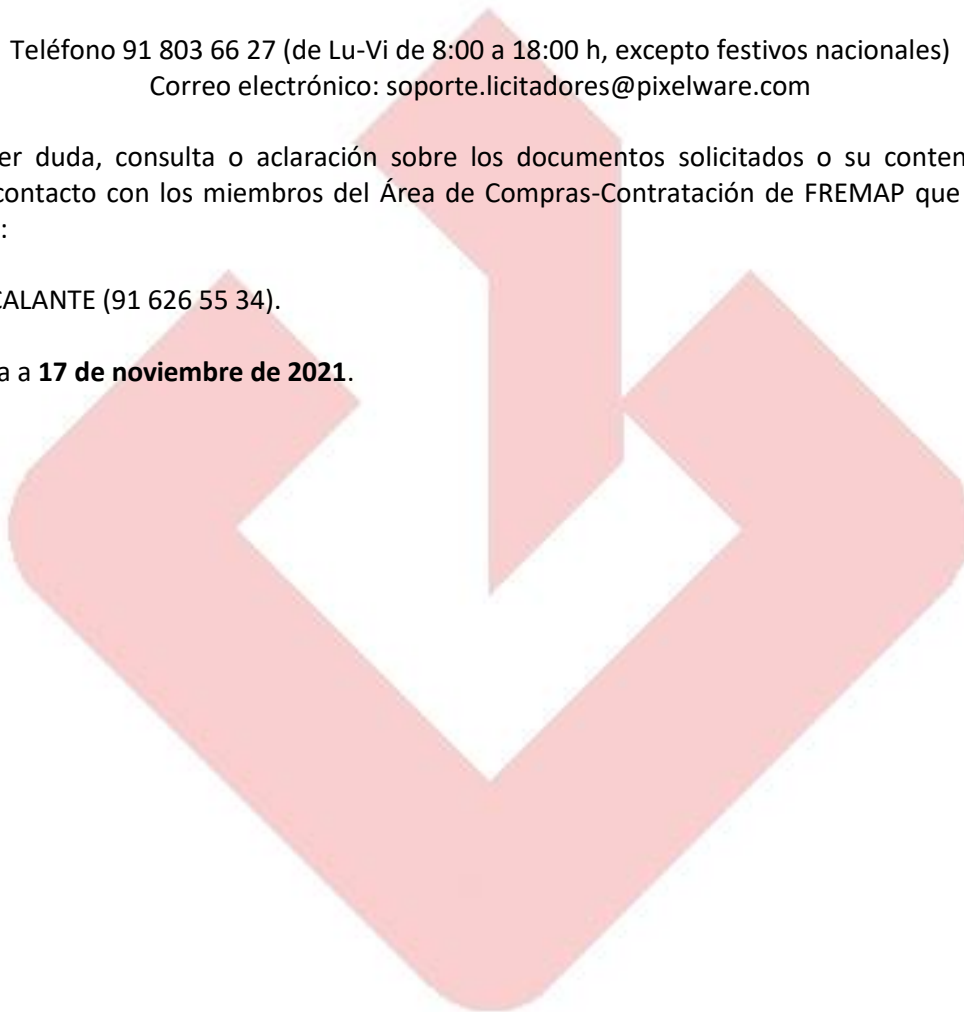 Teléfono 91 803 66 27 (de Lu-Vi de 8:00 a 18:00 h, excepto festivos nacionales)
Correo electrónico: soporte.licitadores@pixelware.com
er duda, consulta o aclaración sobre los documentos solicitados o su conten
contacto con los miembros del Área de Compras-Contratación de FREMAP que
:
CALANTE (91 626 55 34).
a a 17 de noviembre de 2021.